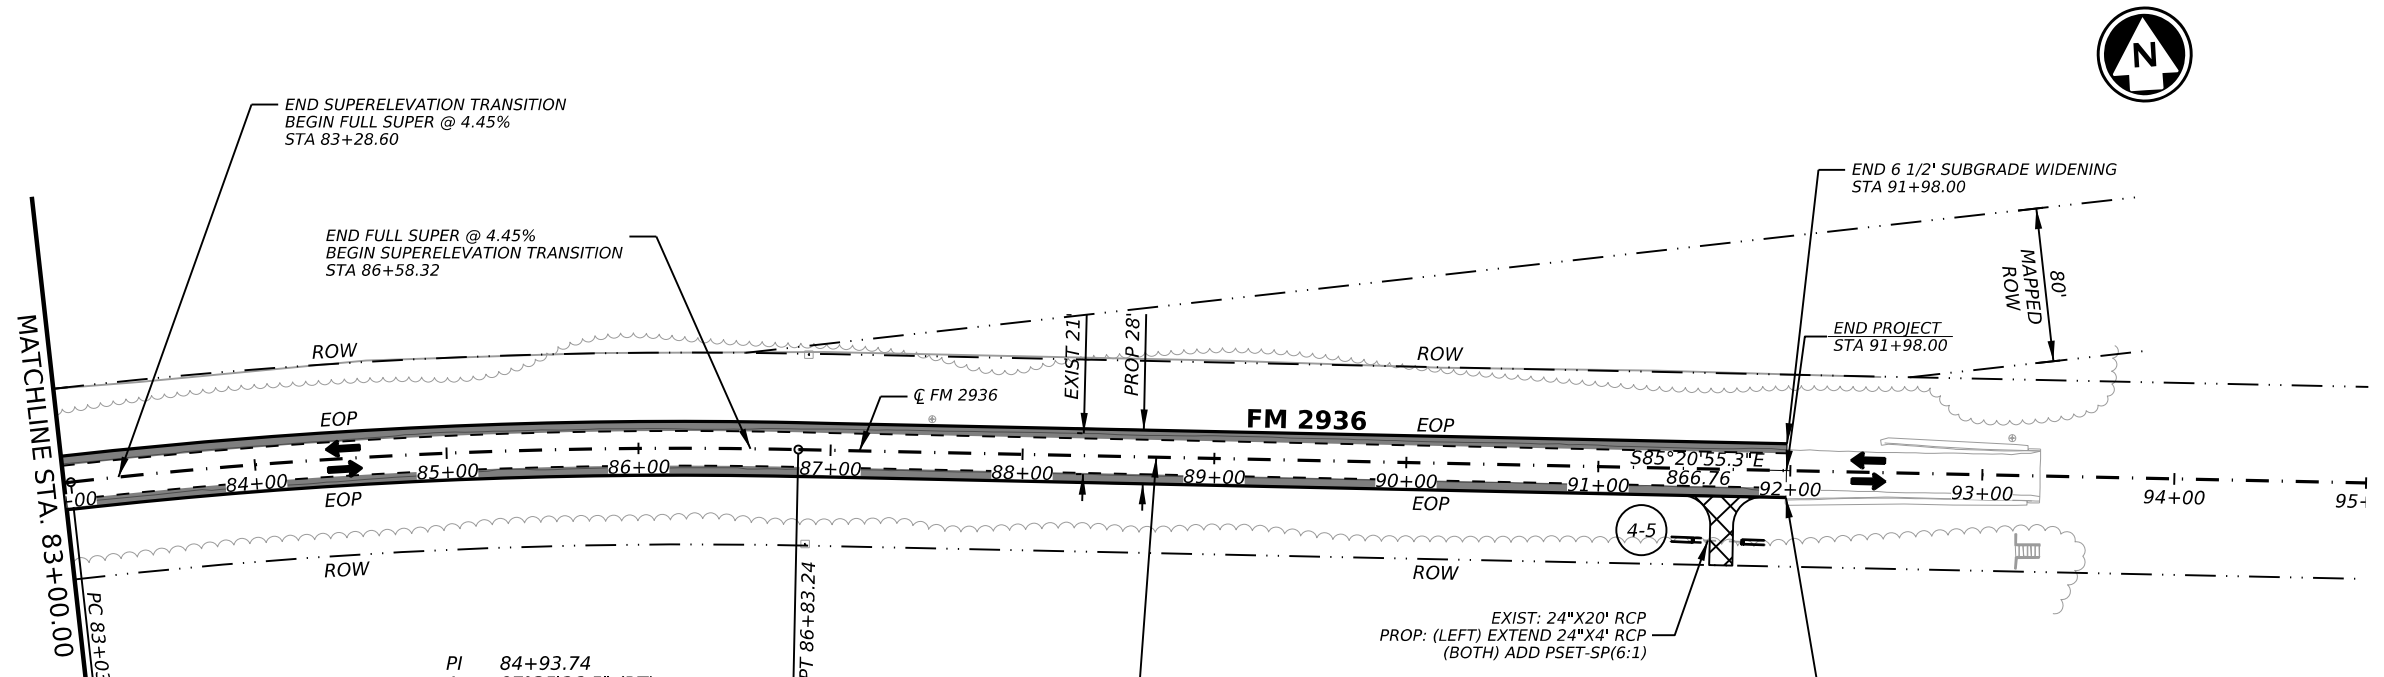 N
END SUPERELEVATION TRANSITION
BEGIN FULL SUPER @ 4.45%
STA 83+28.60
END 6 1/2' SUBGRADE WIDENING
STA 91+98.00
END FULL SUPER @ 4.45%
BEGIN SUPERELEVATION TRANSITION
STA 86+58.32
80'
MAPPED
ROW
END PROJECT
STA 91+98.00
MATCHLINE STA. 83+00.00
ROW
EXIST 21'
PROP 28'
ROW
℄ FM 2936
EOP
FM 2936
EOP
S85°20'55.3"E
866.76
84+00
85+00
86+00
87+00
88+00
89+00
90+00
91+00
92+00
93+00
94+00
EOP
EOP
4-5
ROW
ROW
PT 86+83.24
EXIST: 24"X20' RCP
PROP: (LEFT) EXTEND 24"X4' RCP
(BOTH) ADD PSET-SP(6:1)
PI 84+93.74